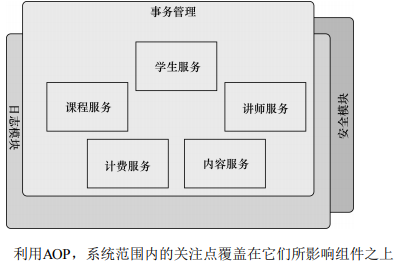 事务管理
学生服务
课程服务
讲师服务
计费服务
内容服务
日志模块
安全模块
利用AOP，系统范围内的关注点覆盖在它们所影响组件之上